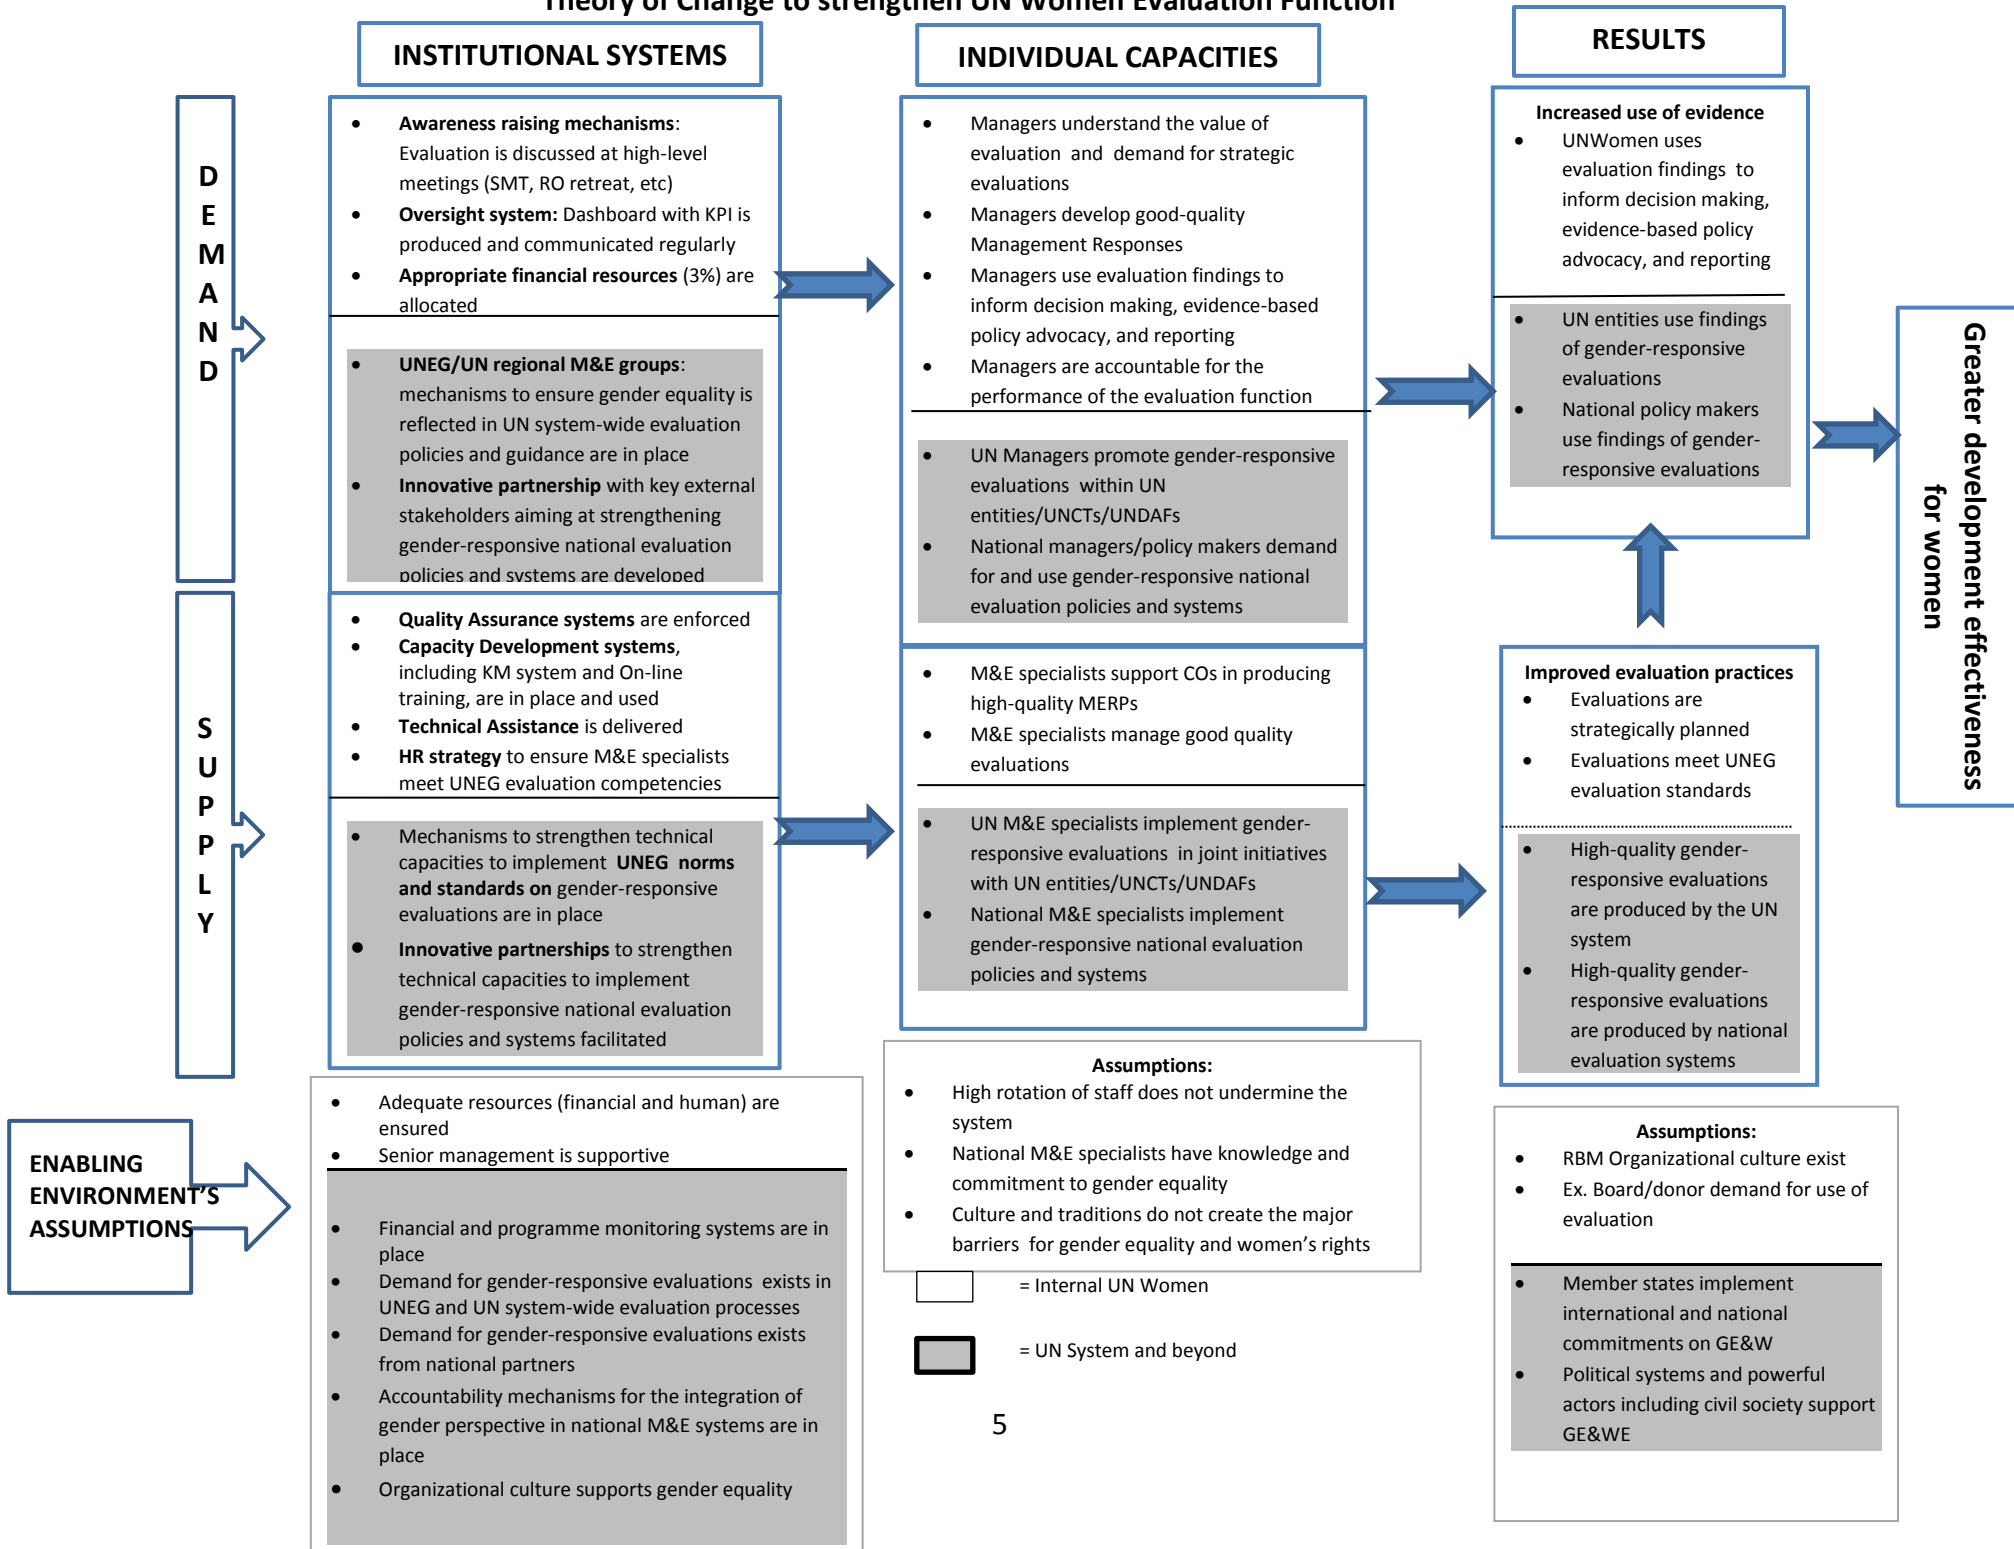 Theory of Change to strengthen UN Women Evaluation Function
INSTITUTIONAL SYSTEMS
INDIVIDUAL CAPACITIES
RESULTS
DEMAND
• Awareness raising mechanisms:
Evaluation is discussed at high-level
meetings (SMT, RO retreat, etc)
• Oversight system: Dashboard with KPI is
produced and communicated regularly
• Appropriate financial resources (3%) are
allocated
• UNEG/UN regional M&E groups:
mechanisms to ensure gender equality is
reflected in UN system-wide evaluation
policies and guidance are in place
• Innovative partnership with key external
stakeholders aiming at strengthening
gender-responsive national evaluation
policies and systems are developed
• Managers understand the value of
evaluation and demand for strategic
evaluations
• Managers develop good-quality
Management Responses
• Managers use evaluation findings to
inform decision making, evidence-based
policy advocacy, and reporting
• Managers are accountable for the
performance of the evaluation function
• UN Managers promote gender-responsive
evaluations within UN
entities/UNCTs/UNDAFs
• National managers/policy makers demand
for and use gender-responsive national
evaluation policies and systems
Increased use of evidence
• UNWomen uses
evaluation findings to
inform decision making,
evidence-based policy
advocacy, and reporting
• UN entities use findings
of gender-responsive
evaluations
• National policy makers
use findings of gender-
responsive evaluations
Greater development effectiveness
for women
SUPPLY
• Quality Assurance systems are enforced
• Capacity Development systems,
including KM system and On-line
training, are in place and used
• Technical Assistance is delivered
• HR strategy to ensure M&E specialists
meet UNEG evaluation competencies
• Mechanisms to strengthen technical
capacities to implement UNEG norms
and standards on gender-responsive
evaluations are in place
• Innovative partnerships to strengthen
technical capacities to implement
gender-responsive national evaluation
policies and systems facilitated
• M&E specialists support COs in producing
high-quality MERPs
• M&E specialists manage good quality
evaluations
• UN M&E specialists implement gender-
responsive evaluations in joint initiatives
with UN entities/UNCTs/UNDAFs
• National M&E specialists implement
gender-responsive national evaluation
policies and systems
Improved evaluation practices
• Evaluations are
strategically planned
• Evaluations meet UNEG
evaluation standards
• High-quality gender-
responsive evaluations
are produced by the UN
system
• High-quality gender-
responsive evaluations
are produced by national
evaluation systems
ENABLING
ENVIRONMENT'S
ASSUMPTIONS
• Adequate resources (financial and human) are
ensured
• Senior management is supportive
• Financial and programme monitoring systems are in
place
• Demand for gender-responsive evaluations exists in
UNEG and UN system-wide evaluation processes
• Demand for gender-responsive evaluations exists
from national partners
• Accountability mechanisms for the integration of
gender perspective in national M&E systems are in
place
• Organizational culture supports gender equality
Assumptions:
• High rotation of staff does not undermine the
system
• National M&E specialists have knowledge and
commitment to gender equality
• Culture and traditions do not create the major
barriers for gender equality and women's rights
= Internal UN Women
= UN System and beyond
Assumptions:
• RBM Organizational culture exist
• Ex. Board/donor demand for use of
evaluation
• Member states implement
international and national
commitments on GE&W
• Political systems and powerful
actors including civil society support
GE&WE
5